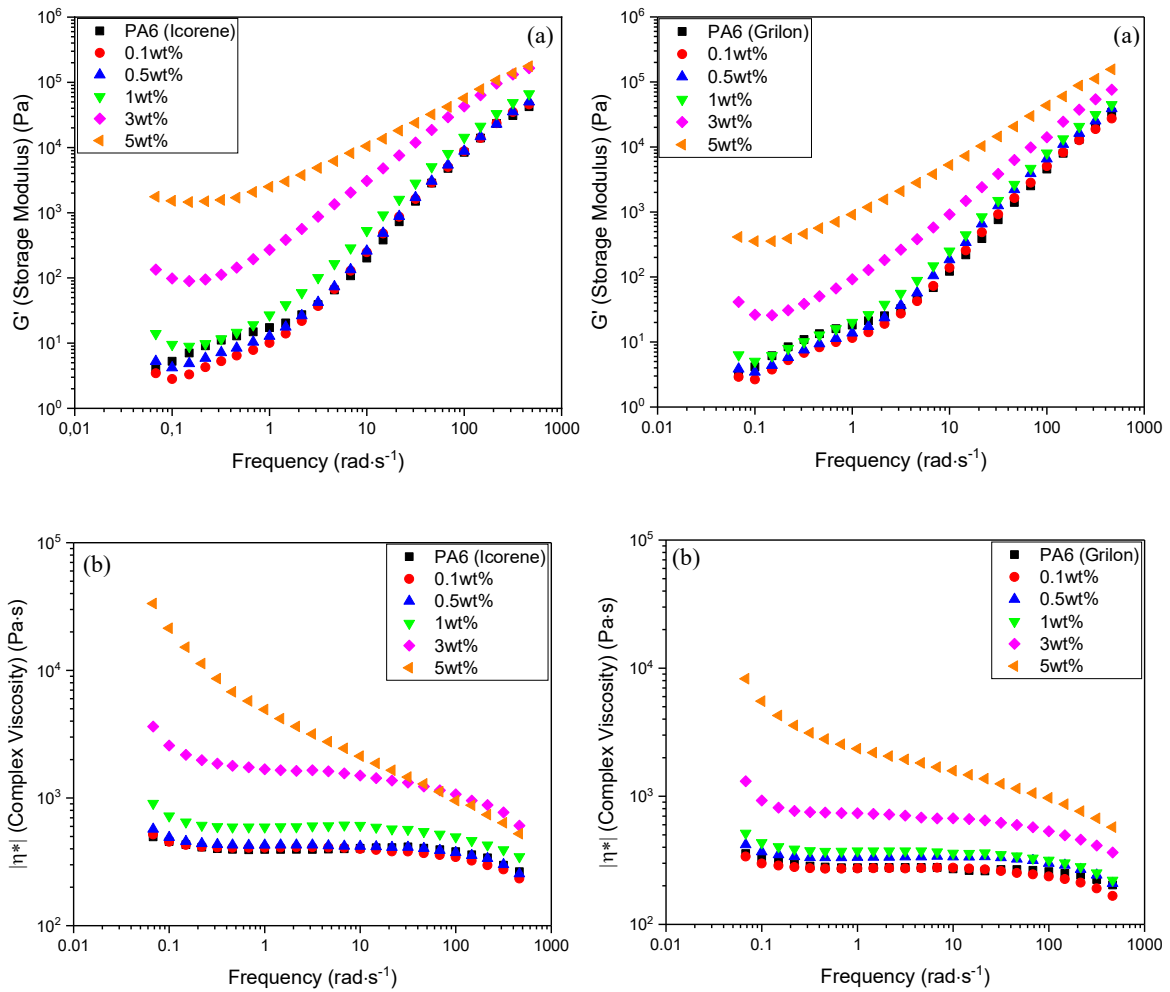 10⁶
10⁵
10⁴
10³
10²
10¹
10⁰
G' (Storage Modulus) (Pa)
PA6 (Icorene)
0.1wt%
0.5wt%
1wt%
3wt%
5wt%
(a)
0,01 0,1 1 10 100 1000
Frequency (rad·s⁻¹)
10⁶
10⁵
10⁴
10³
10²
10¹
10⁰
G' (Storage Modulus) (Pa)
PA6 (Grilon)
0.1wt%
0.5wt%
1wt%
3wt%
5wt%
(a)
0.01 0.1 1 10 100 1000
Frequency (rad·s⁻¹)
10⁵
10⁴
10³
10²
|η*| (Complex Viscosity) (Pa·s)
(b)
PA6 (Icorene)
0.1wt%
0.5wt%
1wt%
3wt%
5wt%
0.01 0.1 1 10 100 1000
Frequency (rad·s⁻¹)
10⁵
10⁴
10³
10²
|η*| (Complex Viscosity) (Pa·s)
(b)
PA6 (Grilon)
0.1wt%
0.5wt%
1wt%
3wt%
5wt%
0.01 0.1 1 10 100 1000
Frequency (rad·s⁻¹)